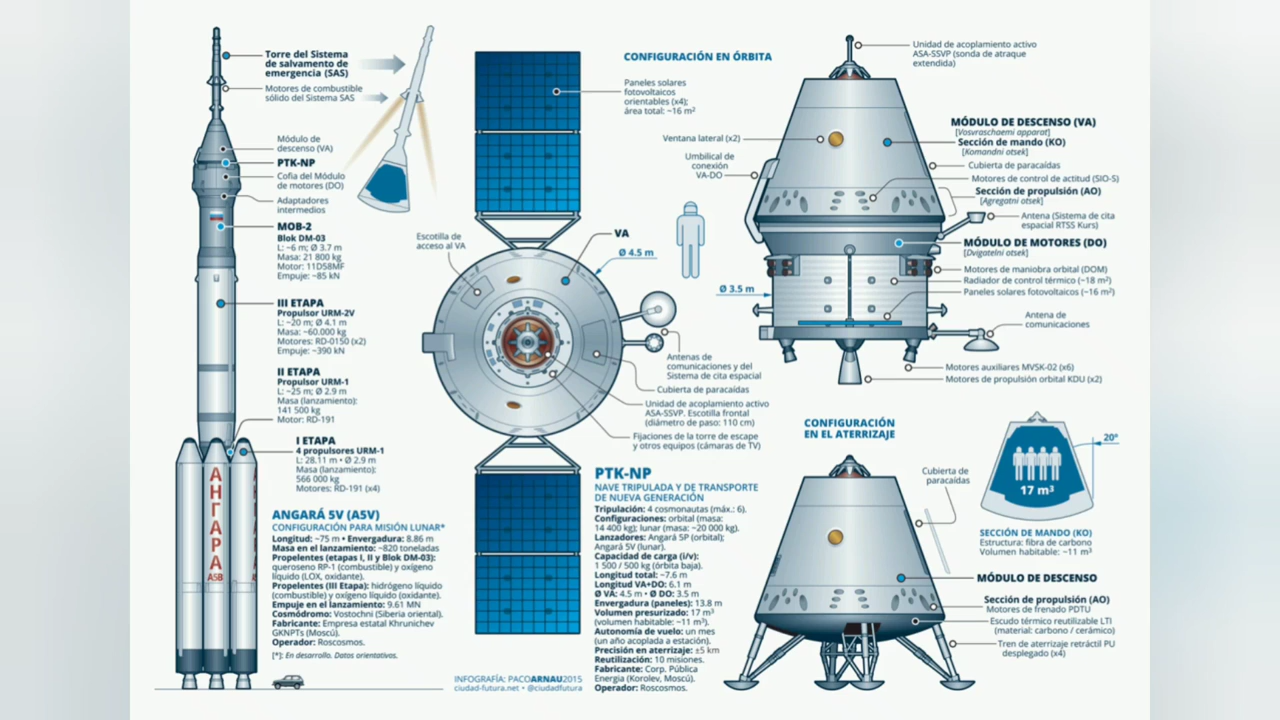 Torre del Sistema
de salvamento de
emergencia (SAS)
Motores de combustible
sólido del Sistema SAS
Módulo de
descenso (VA)
PTK-NP
Cofia del Módulo
de motores (DO)
Adaptadores
intermedios
MOB-2
Blok DM-03
L: ~6 m; Ø 3.7 m
Masa: 21 800 kg
Motor: 11D58MF
Empuje: ~85 kN
III ETAPA
Propulsor URM-2V
L: ~20 m; Ø 4.1 m
Masa: ~60.000 kg
Motores: RD-0150 (x2)
Empuje: ~390 kN
II ETAPA
Propulsor URM-1
L: ~25 m; Ø 2.9 m
Masa (lanzamiento):
141 500 kg
Motor: RD-191
I ETAPA
4 propulsores URM-1
L: 28.11 m • Ø 2.9 m
Masa (lanzamiento):
566 000 kg
Motores: RD-191 (x4)
АНГАРА
А5В
ANGARÁ 5V (A5V)
CONFIGURACIÓN PARA MISIÓN LUNAR*
Longitud: ~75 m • Envergadura: 8.86 m
Masa en el lanzamiento: ~820 toneladas
Propelentes (etapas I, II y Blok DM-03):
queroseno RP-1 (combustible) y oxígeno
líquido (LOX, oxidante).
Propelentes (III Etapa): hidrógeno líquido
(combustible) y oxígeno líquido (oxidante).
Empuje en el lanzamiento: 9.61 MN
Cosmódromo: Vostochni (Siberia oriental).
Fabricante: Empresa estatal Khrunichev
GKNPTs (Moscú).
Operador: Roscosmos.
[*]: En desarrollo. Datos orientativos.
CONFIGURACIÓN EN ÓRBITA
Paneles solares
fotovoltaicos
orientables (x4);
área total: ~16 m²
Escotilla de
acceso al VA
VA
Ø 4.5 m
Antenas de
comunicaciones y del
Sistema de cita espacial
Cubierta de paracaídas
Unidad de acoplamiento activo
ASA-SSVP. Escotilla frontal
(diámetro de paso: 110 cm)
Fijaciones de la torre de escape
y otros equipos (cámaras de TV)
PTK-NP
NAVE TRIPULADA Y DE TRANSPORTE
DE NUEVA GENERACIÓN
Tripulación: 4 cosmonautas (máx.: 6).
Configuraciones: orbital (masa:
14 400 kg); lunar (masa: ~20 000 kg).
Lanzadores: Angará 5P (orbital);
Angará 5V (lunar).
Capacidad de carga (i/v):
1 500 / 500 kg (órbita baja).
Longitud total: ~7.6 m
Longitud VA+DO: 6.1 m
Ø VA: 4.5 m • Ø DO: 3.5 m
Envergadura (paneles): 13.8 m
Volumen presurizado: 17 m³
(volumen habitable: ~11 m³).
Autonomía de vuelo: un mes
(un año acoplada a estación).
Precisión en aterrizaje: ±5 km
Reutilización: 10 misiones.
Fabricante: Corp. Pública
Energia (Korolev, Moscú).
Operador: Roscosmos.
INFOGRAFÍA: PACOARNAU2015
ciudad-futura.net • @ciudadfutura
Unidad de acoplamiento activo
ASA-SSVP (sonda de atraque
extendida)
Ventana lateral (x2)
Umbilical de
conexión
VA-DO
Ø 3.5 m
MÓDULO DE DESCENSO (VA)
[Vosvraschaemi apparat]
Sección de mando (KO)
[Komandni otsek]
Cubierta de paracaídas
Motores de control de actitud (SIO-S)
Sección de propulsión (AO)
[Agregatni otsek]
Antena (Sistema de cita
espacial RTSS Kurs)
MÓDULO DE MOTORES (DO)
[Dvigatelni otsek]
Motores de maniobra orbital (DOM)
Radiador de control térmico (~18 m²)
Paneles solares fotovoltaicos (~16 m²)
Antena de
comunicaciones
Motores auxiliares MVSK-02 (x6)
Motores de propulsión orbital KDU (x2)
CONFIGURACIÓN
EN EL ATERRIZAJE
Cubierta de
paracaídas
20°
17 m³
SECCIÓN DE MANDO (KO)
Estructura: fibra de carbono
Volumen habitable: ~11 m³
MÓDULO DE DESCENSO
Sección de propulsión (AO)
Motores de frenado PDTU
Escudo térmico reutilizable LTI
(material: carbono / cerámico)
Tren de aterrizaje retráctil PU
desplegado (x4)